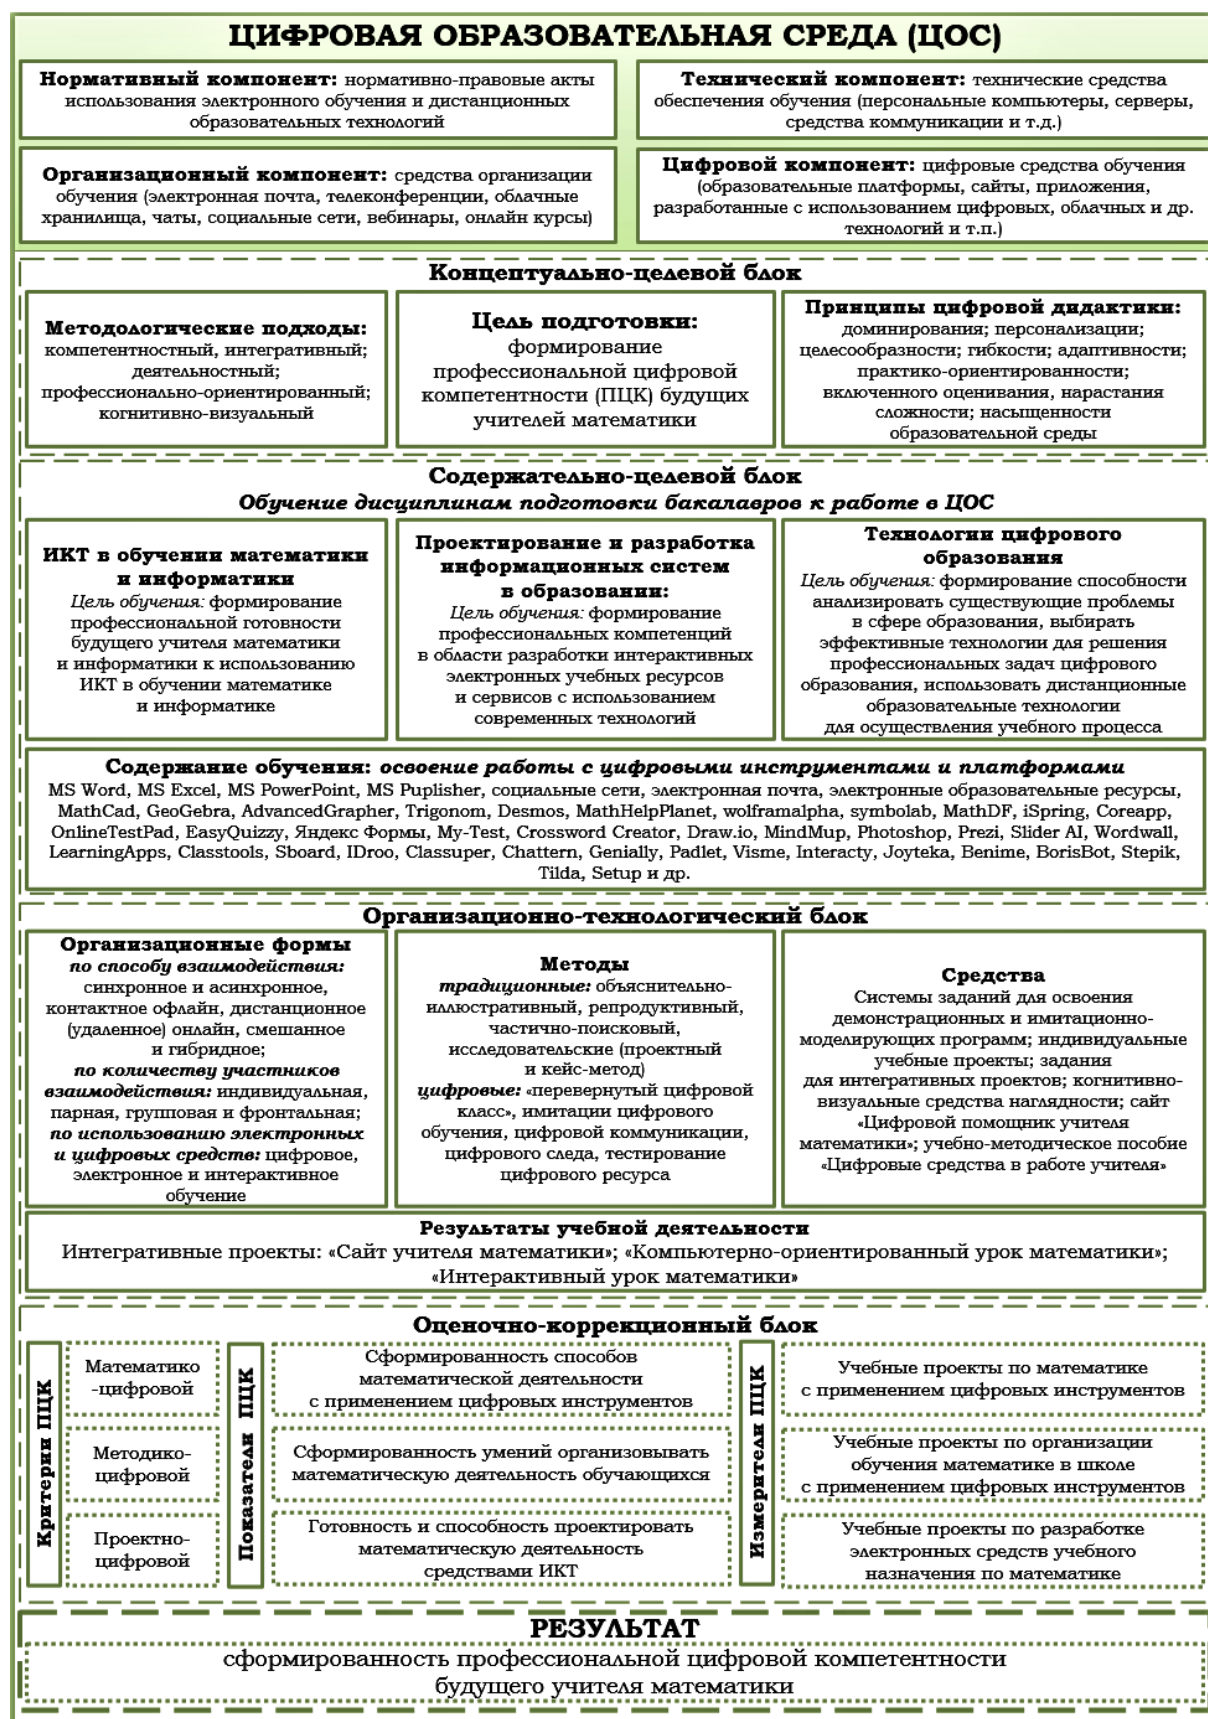 ЦИФРОВАЯ ОБРАЗОВАТЕЛЬНАЯ СРЕДА (ЦОС)
Нормативный компонент: нормативно-правовые акты
использования электронного обучения и дистанционных
образовательных технологий
Технический компонент: технические средства
обеспечения обучения (персональные компьютеры, серверы,
средства коммуникации и т.д.)
Организационный компонент: средства организации
обучения (электронная почта, телеконференции, облачные
хранилища, чаты, социальные сети, вебинары, онлайн курсы)
Цифровой компонент: цифровые средства обучения
(образовательные платформы, сайты, приложения,
разработанные с использованием цифровых, облачных и др.
технологий и т.п.)
Концептуально-целевой блок
Методологические подходы:
компетентностный, интегративный;
деятельностный;
профессионально-ориентированный;
когнитивно-визуальный
Цель подготовки:
формирование
профессиональной цифровой
компетентности (ПЦК) будущих
учителей математики
Принципы цифровой дидактики:
доминирования; персонализации;
целесообразности; гибкости; адаптивности;
практико-ориентированности;
включенного оценивания, нарастания
сложности; насыщенности
образовательной среды
Содержательно-целевой блок
Обучение дисциплинам подготовки бакалавров к работе в ЦОС
ИКТ в обучении математики
и информатики
Цель обучения: формирование
профессиональной готовности
будущего учителя математики
и информатики к использованию
ИКТ в обучении математике
и информатике
Проектирование и разработка
информационных систем
в образовании:
Цель обучения: формирование
профессиональных компетенций
в области разработки интерактивных
электронных учебных ресурсов
и сервисов с использованием
современных технологий
Технологии цифрового
образования
Цель обучения: формирование способности
анализировать существующие проблемы
в сфере образования, выбирать
эффективные технологии для решения
профессиональных задач цифрового
образования, использовать дистанционные
образовательные технологии
для осуществления учебного процесса
Содержание обучения: освоение работы с цифровыми инструментами и платформами
MS Word, MS Excel, MS PowerPoint, MS Puplisher, социальные сети, электронная почта, электронные образовательные ресурсы,
MathCad, GeoGebra, AdvancedGrapher, Trigonom, Desmos, MathHelpPlanet, wolframalpha, symbolab, MathDF, iSpring, Coreapp,
OnlineTestPad, EasyQuizzy, Яндекс Формы, My-Test, Crossword Creator, Draw.io, MindMup, Photoshop, Prezi, Slider AI, Wordwall,
LearningApps, Classtools, Sboard, IDroo, Classuper, Chattern, Genially, Padlet, Visme, Interacty, Joyteka, Benime, BorisBot, Stepik,
Tilda, Setup и др.
Организационно-технологический блок
Организационные формы
по способу взаимодействия:
синхронное и асинхронное,
контактное офлайн, дистанционное
(удаленное) онлайн, смешанное
и гибридное;
по количеству участников
взаимодействия: индивидуальная,
парная, групповая и фронтальная;
по использованию электронных
и цифровых средств: цифровое,
электронное и интерактивное
обучение
Методы
традиционные: объяснительно-
иллюстративный, репродуктивный,
частично-поисковый,
исследовательские (проектный
и кейс-метод)
цифровые: «перевернутый цифровой
класс», имитации цифрового
обучения, цифровой коммуникации,
цифрового следа, тестирование
цифрового ресурса
Средства
Системы заданий для освоения
демонстрационных и имитационно-
моделирующих программ; индивидуальные
учебные проекты; задания
для интегративных проектов; когнитивно-
визуальные средства наглядности; сайт
«Цифровой помощник учителя
математики»; учебно-методическое пособие
«Цифровые средства в работе учителя»
Результаты учебной деятельности
Интегративные проекты: «Сайт учителя математики»; «Компьютерно-ориентированный урок математики»;
«Интерактивный урок математики»
Оценочно-коррекционный блок
Критерии ПЦК
Математико
-цифровой
Методико-
цифровой
Проектно-
цифровой
Показатели ПЦК
Сформированность способов
математической деятельности
с применением цифровых инструментов
Сформированность умений организовывать
математическую деятельность обучающихся
Готовность и способность проектировать
математическую деятельность
средствами ИКТ
Измерители ПЦК
Учебные проекты по математике
с применением цифровых инструментов
Учебные проекты по организации
обучения математике в школе
с применением цифровых инструментов
Учебные проекты по разработке
электронных средств учебного
назначения по математике
РЕЗУЛЬТАТ
сформированность профессиональной цифровой компетентности
будущего учителя математики